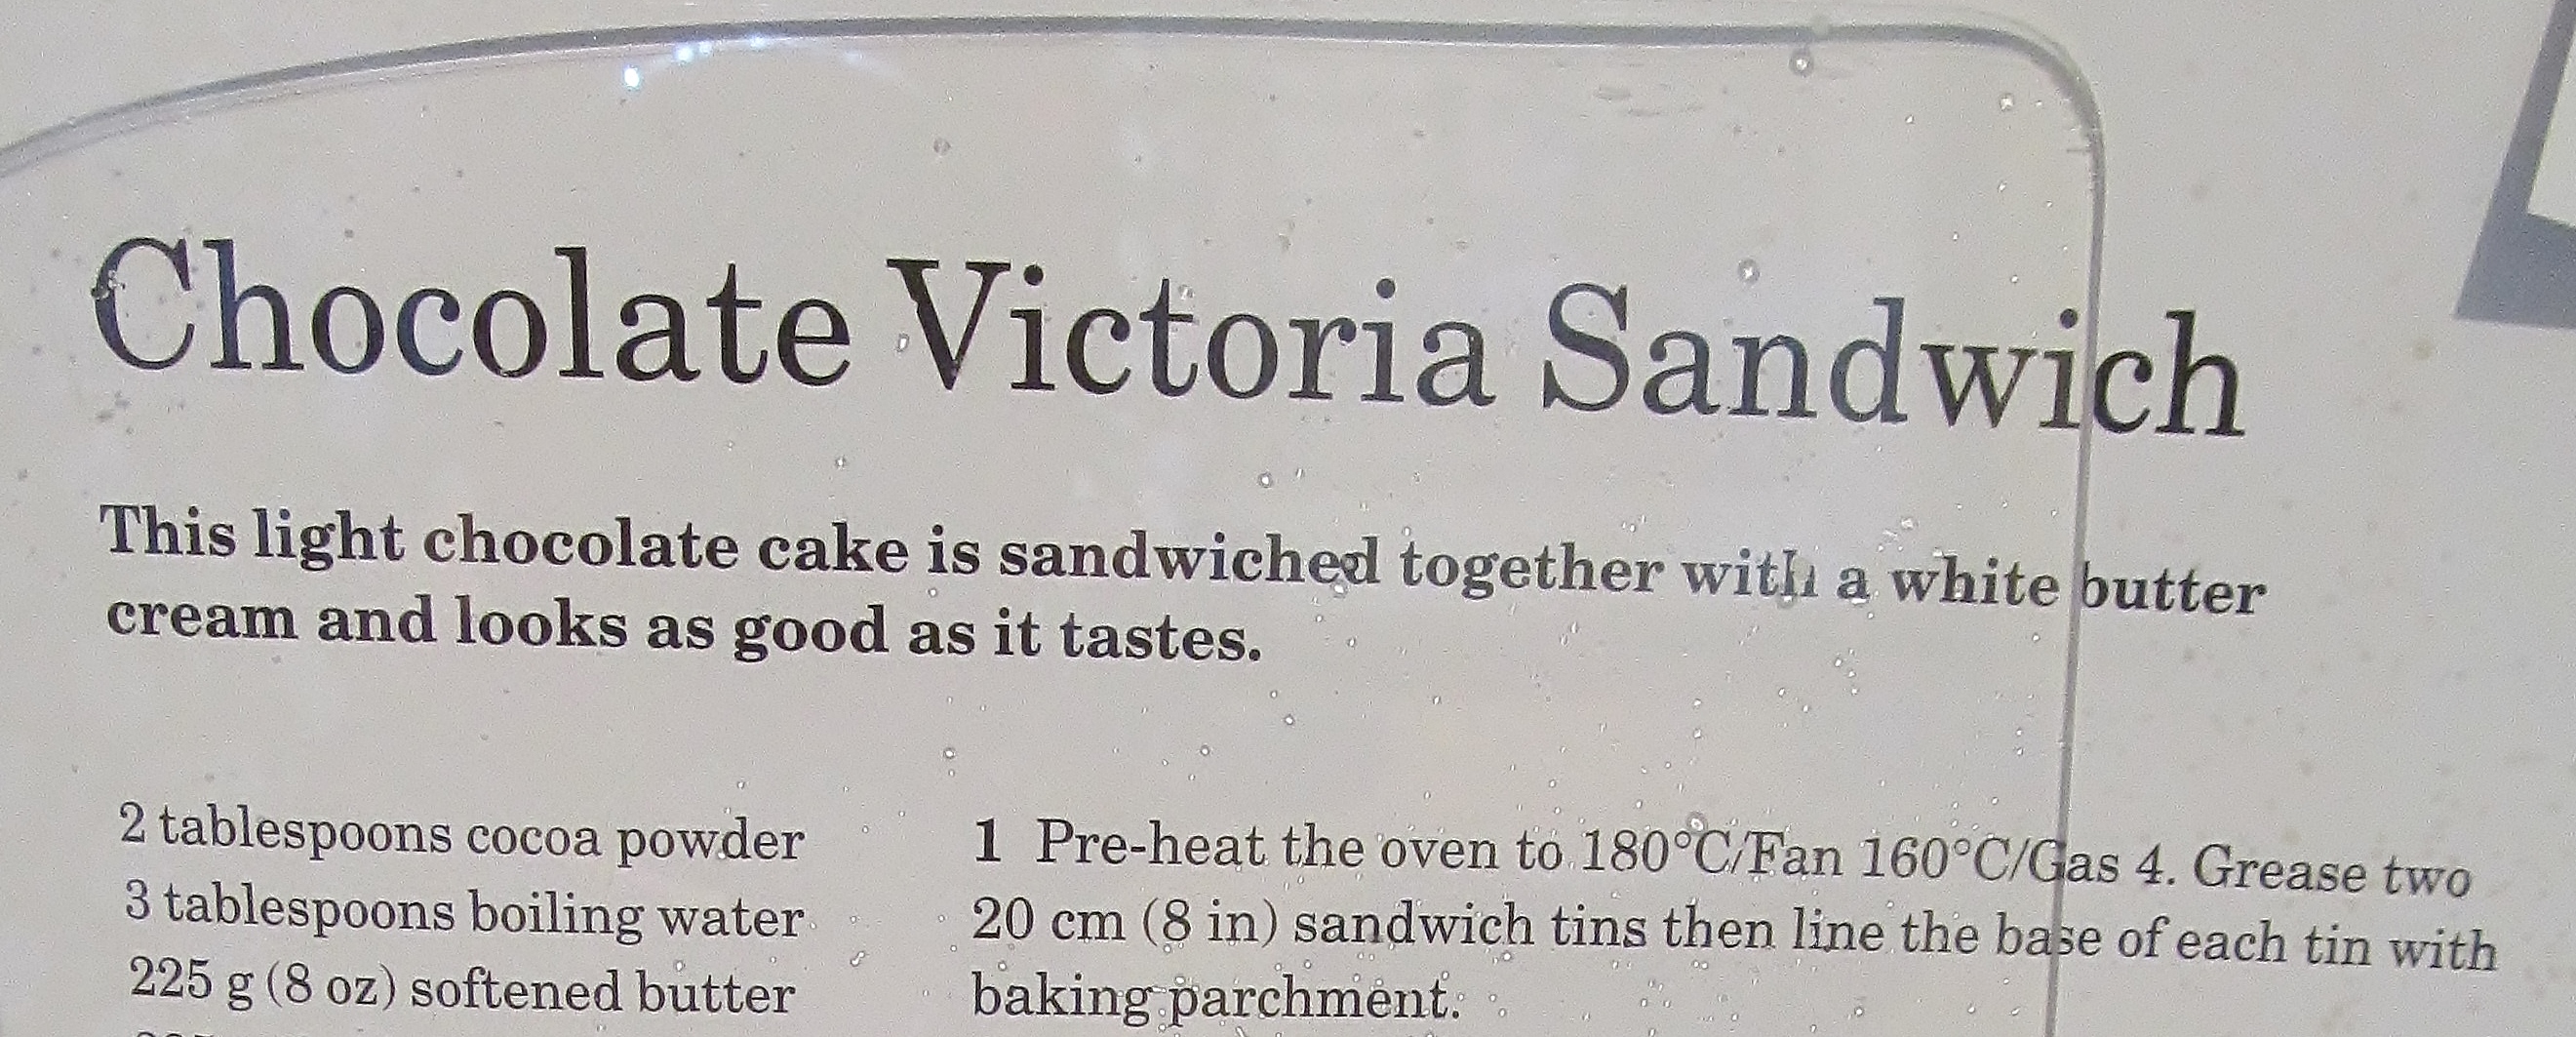 Chocolate Victoria Sandwich
This light chocolate cake is sandwiched together with a white butter
cream and looks as good as it tastes.
2 tablespoons cocoa powder
3 tablespoons boiling water
225 g (8 oz) softened butter
1 Pre-heat the oven to 180°C/Fan 160°C/Gas 4. Grease two
20 cm (8 in) sandwich tins then line the base of each tin with
baking parchment.